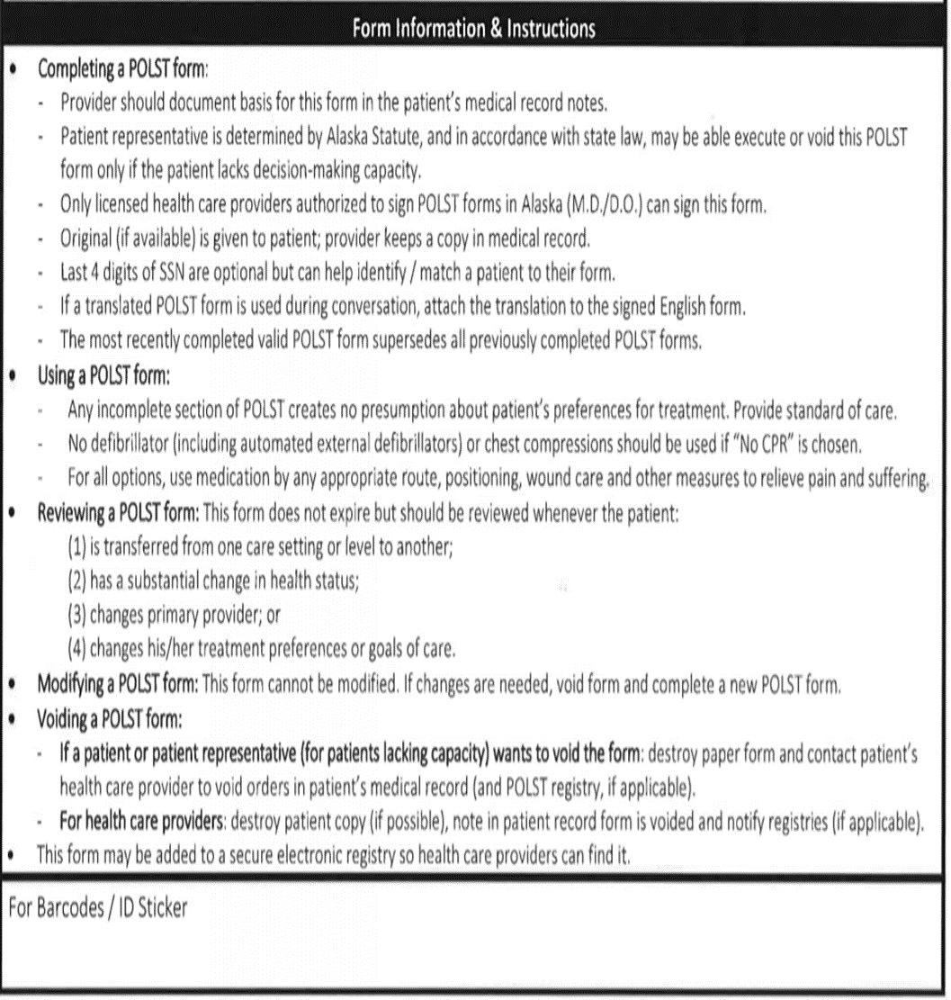 Form Information & Instructions
• Completing a POLST form:
- Provider should document basis for this form in the patient's medical record notes.
- Patient representative is determined by Alaska Statute, and in accordance with state law, may be able execute or void this POLST
form only if the patient lacks decision-making capacity.
- Only licensed health care providers authorized to sign POLST forms in Alaska (M.D./D.O.) can sign this form.
- Original (if available) is given to patient; provider keeps a copy in medical record.
- Last 4 digits of SSN are optional but can help identify / match a patient to their form.
- If a translated POLST form is used during conversation, attach the translation to the signed English form.
- The most recently completed valid POLST form supersedes all previously completed POLST forms.
• Using a POLST form:
- Any incomplete section of POLST creates no presumption about patient's preferences for treatment. Provide standard of care.
- No defibrillator (including automated external defibrillators) or chest compressions should be used if "No CPR" is chosen.
- For all options, use medication by any appropriate route, positioning, wound care and other measures to relieve pain and suffering.
• Reviewing a POLST form: This form does not expire but should be reviewed whenever the patient:
(1) is transferred from one care setting or level to another;
(2) has a substantial change in health status;
(3) changes primary provider; or
(4) changes his/her treatment preferences or goals of care.
• Modifying a POLST form: This form cannot be modified. If changes are needed, void form and complete a new POLST form.
• Voiding a POLST form:
- If a patient or patient representative (for patients lacking capacity) wants to void the form: destroy paper form and contact patient's
health care provider to void orders in patient's medical record (and POLST registry, if applicable).
- For health care providers: destroy patient copy (if possible), note in patient record form is voided and notify registries (if applicable).
• This form may be added to a secure electronic registry so health care providers can find it.
For Barcodes / ID Sticker